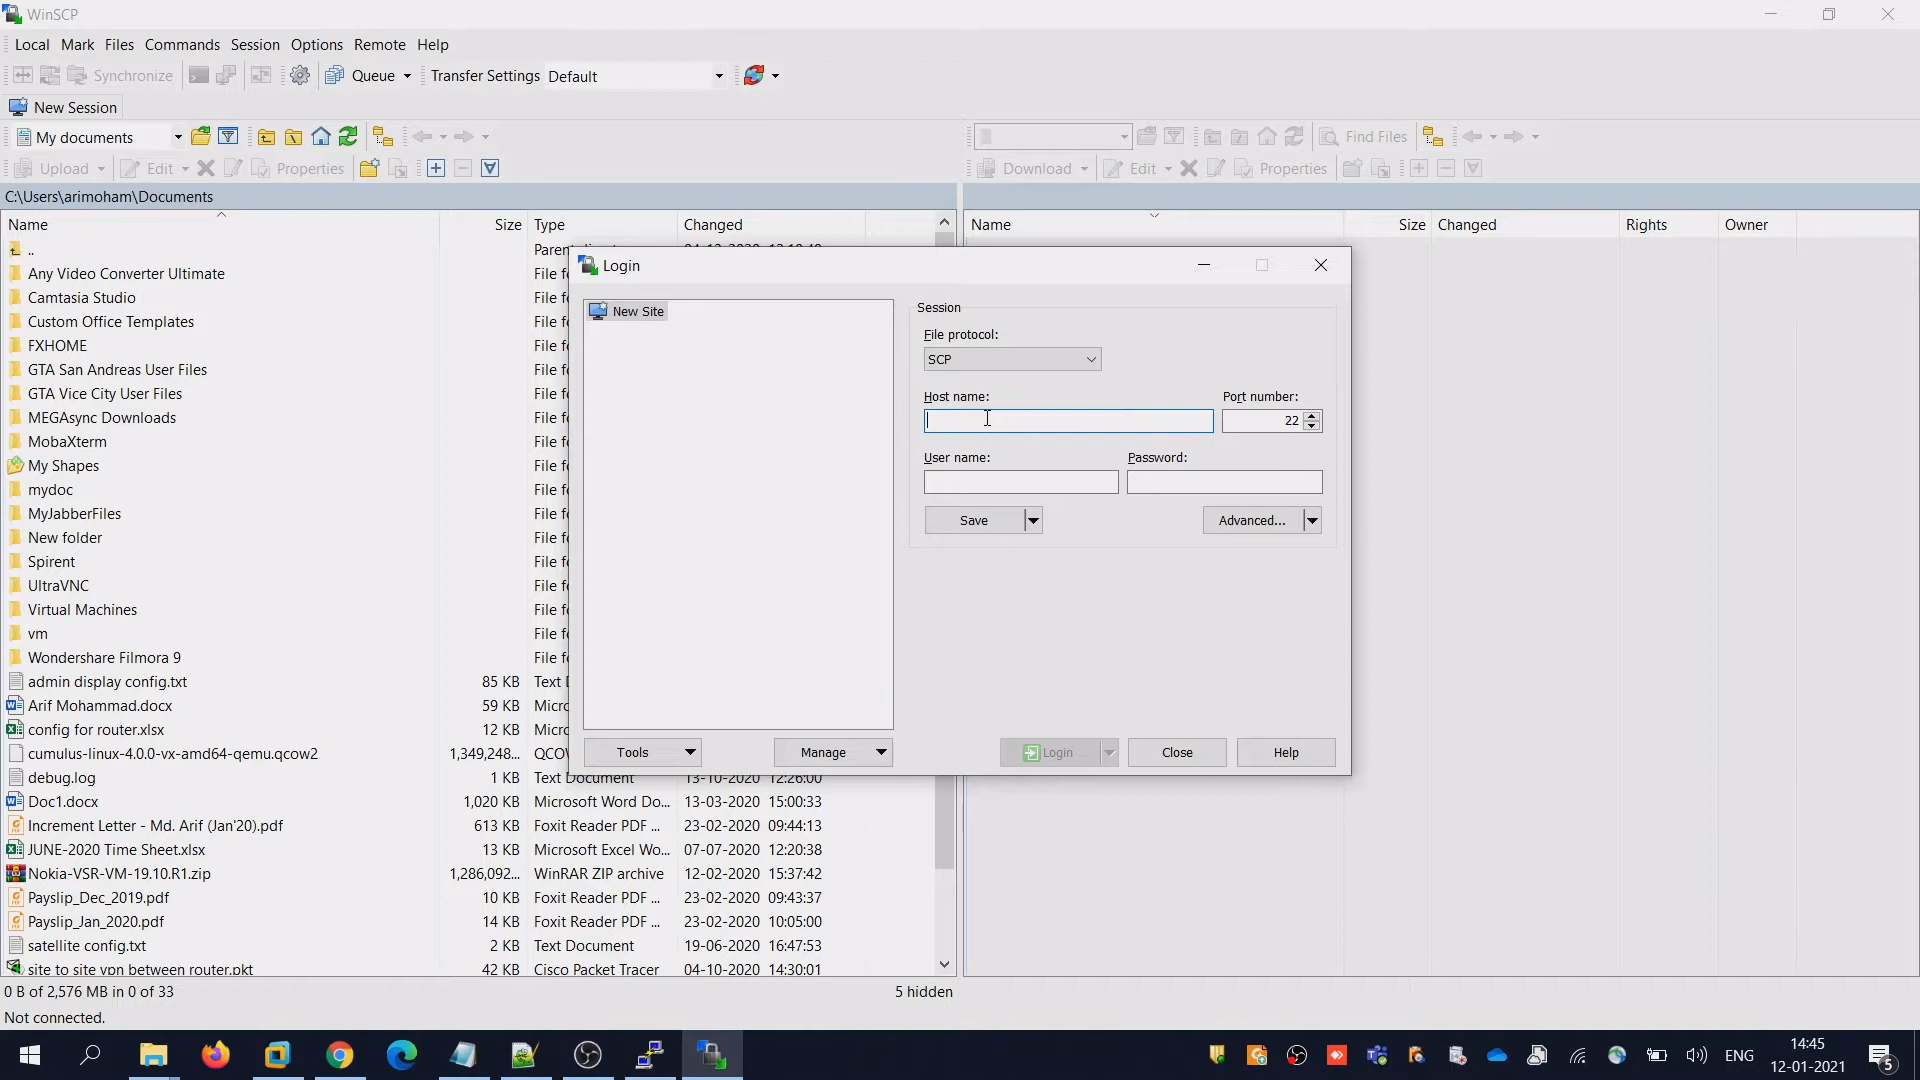 WinSCP
Local Mark Files Commands Session Options Remote Help
Synchronize Queue Transfer Settings Default
New Session
My documents Find Files
Upload Edit Properties Download Edit Properties
C:\Users\arimoham\Documents
Name Size Type Changed Name Size Changed Rights Owner
..
Any Video Converter Ultimate File fo
Camtasia Studio
Custom Office Templates
FXHOME
GTA San Andreas User Files
GTA Vice City User Files
MEGAsync Downloads
MobaXterm
My Shapes
mydoc
MyJabberFiles
New folder
Spirent
UltraVNC
Virtual Machines
vm
Wondershare Filmora 9
admin display config.txt 85 KB
Arif Mohammad.docx 59 KB
config for router.xlsx 12 KB
cumulus-linux-4.0.0-vx-amd64-qemu.qcow2 1,349,248...
debug.log 1 KB Text Document 13-10-2020 12:26:00
Doc1.docx 1,020 KB Microsoft Word Do... 13-03-2020 15:00:33
Increment Letter - Md. Arif (Jan'20).pdf 613 KB Foxit Reader PDF ... 23-02-2020 09:44:13
JUNE-2020 Time Sheet.xlsx 13 KB Microsoft Excel Wo... 07-07-2020 12:20:38
Nokia-VSR-VM-19.10.R1.zip 1,286,092... WinRAR ZIP archive 12-02-2020 15:37:42
Payslip_Dec_2019.pdf 10 KB Foxit Reader PDF ... 23-02-2020 09:43:37
Payslip_Jan_2020.pdf 14 KB Foxit Reader PDF ... 23-02-2020 10:05:00
satellite config.txt 2 KB Text Document 19-06-2020 16:47:53
site to site vpn between router.pkt 42 KB Cisco Packet Tracer 04-10-2020 14:30:01
Login
New Site
Session
File protocol:
SCP
Host name: Port number:
22
User name: Password:
Save Advanced...
Tools Manage Login Close Help
0 B of 2,576 MB in 0 of 33 5 hidden
Not connected.
ENG
14:45
12-01-2021
5